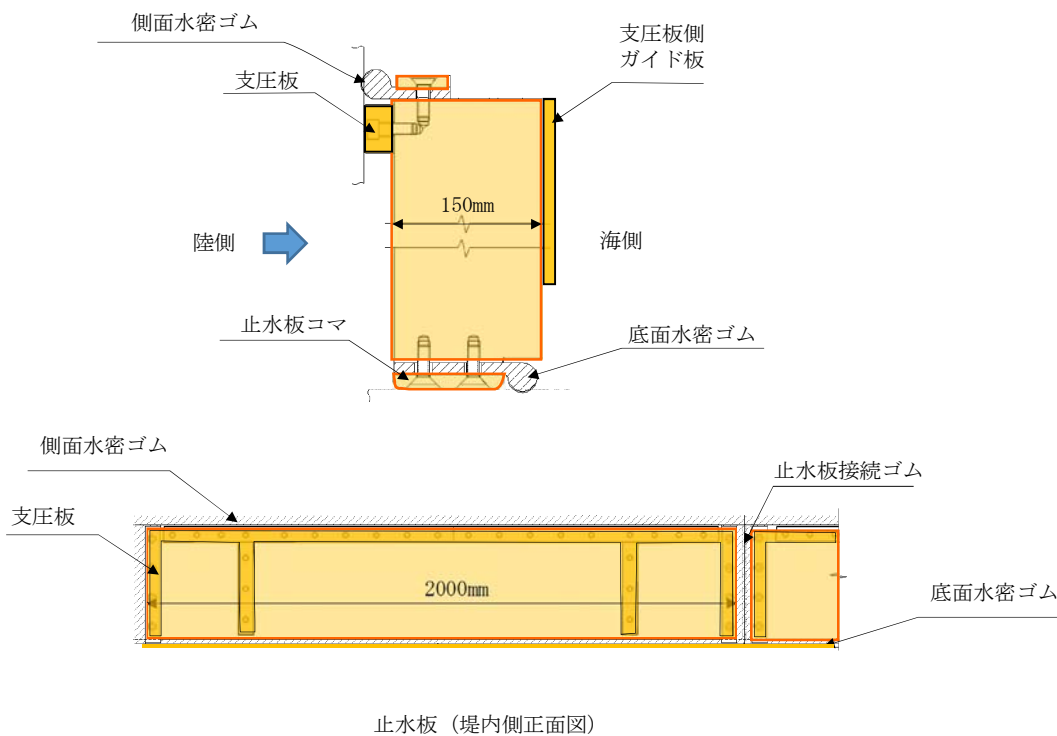 側面水密ゴム
支圧板側
ガイド板
支圧板
150mm
陸側
海側
止水板コマ
底面水密ゴム
側面水密ゴム
止水板接続ゴム
支圧板
2000mm
底面水密ゴム
止水板（堤内側正面図）